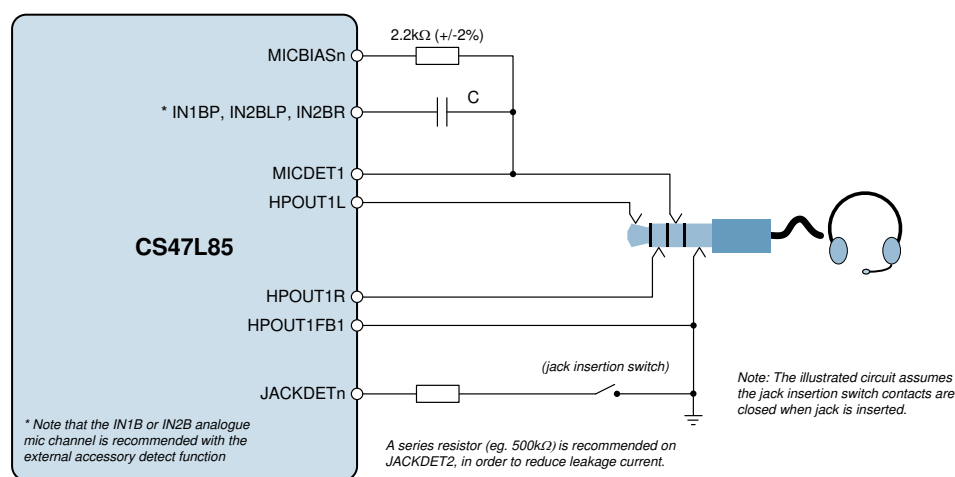 2.2kΩ (+/-2%)
MICBIASn
C
* IN1BP, IN2BLP, IN2BR
MICDET1
HPOUT1L
CS47L85
HPOUT1R
HPOUT1FB1
(jack insertion switch)
JACKDETn
Note: The illustrated circuit assumes
the jack insertion switch contacts are
closed when jack is inserted.
* Note that the IN1B or IN2B analogue
mic channel is recommended with the
external accessory detect function
A series resistor (eg. 500kΩ) is recommended on
JACKDET2, in order to reduce leakage current.